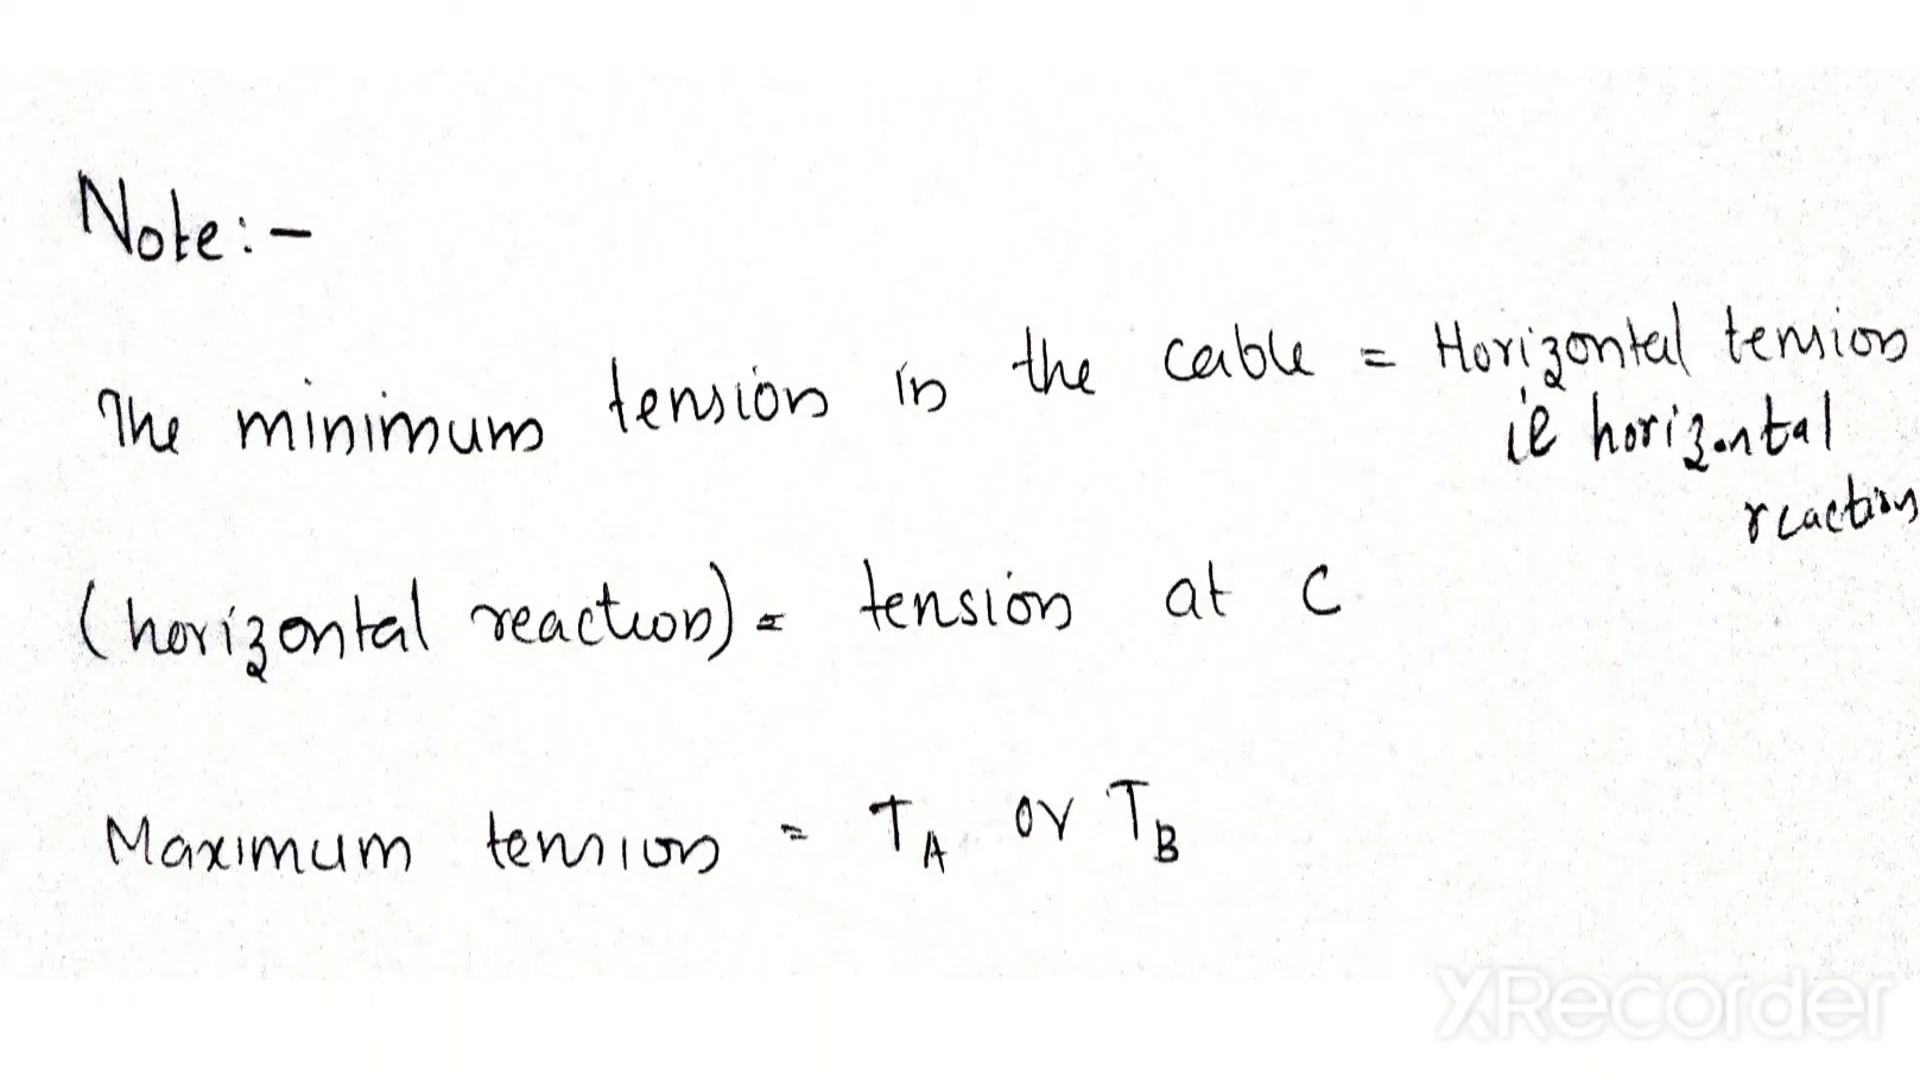 Note:-
The minimum tension in the cable = Horizontal tension
ie horizontal
reaction
(horizontal reaction) = tension at C
Maximum tension = TA or TB
XRecorder